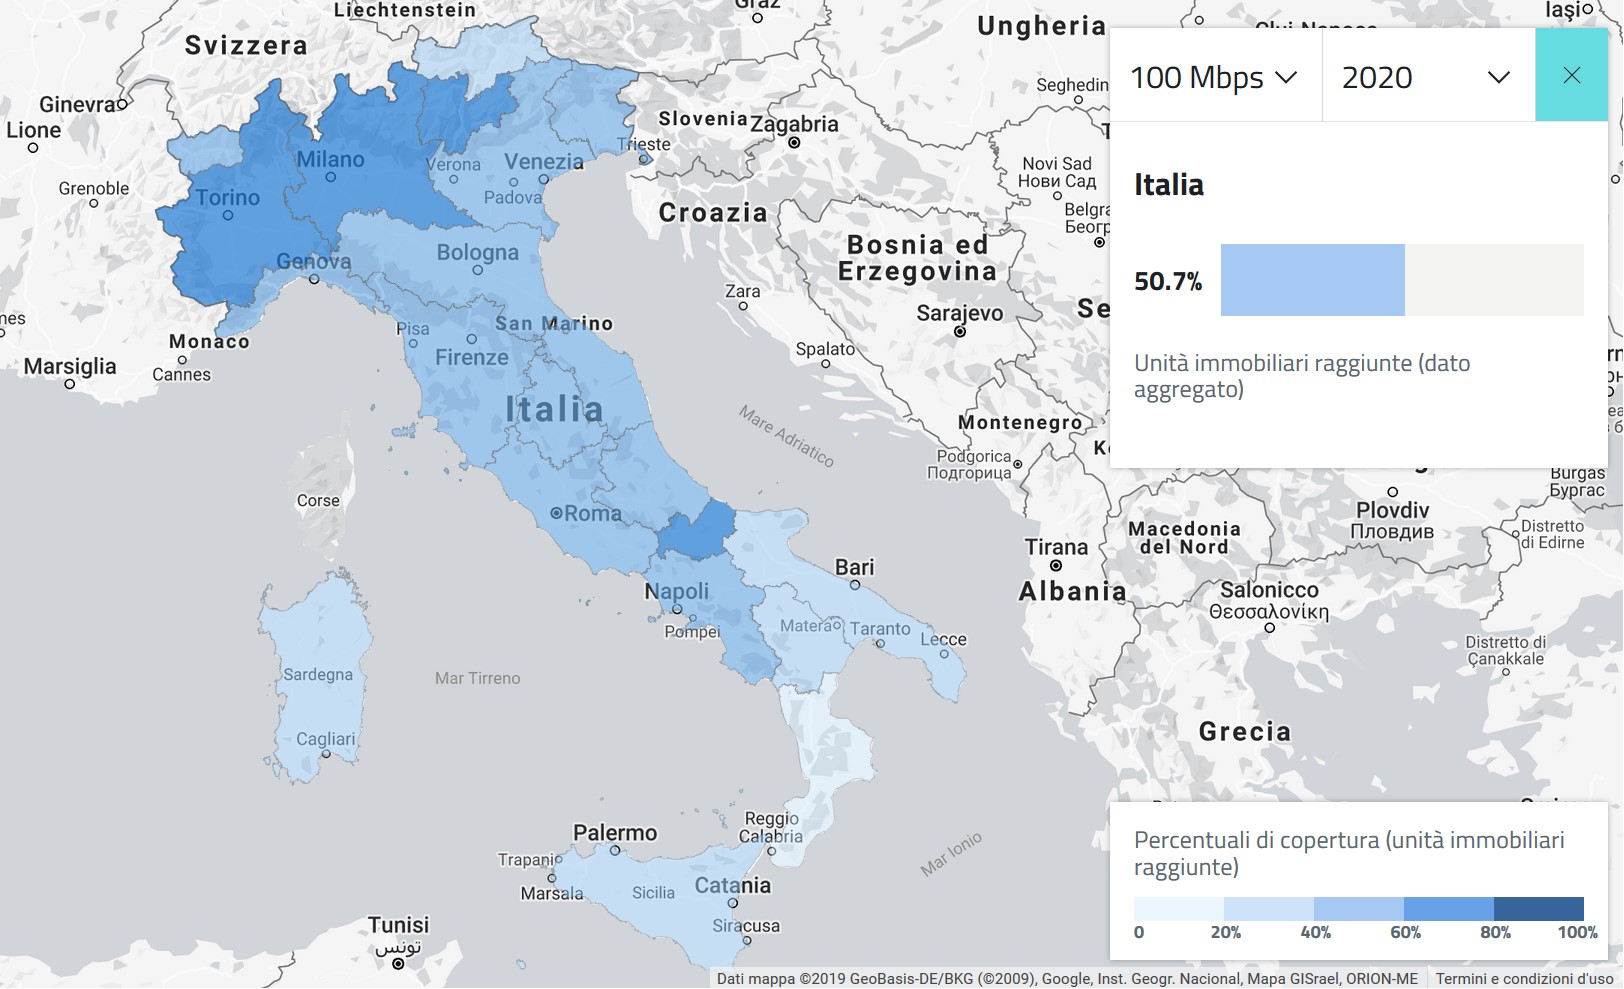 Liechtenstein
Graz
Iași
Svizzera
Ungheria
100 Mbps
2020
Ginevra
Lione
Seghedin
Slovenia
Zagabria
Grenoble
Milano
Verona
Venezia
Trieste
Padova
Novi Sad
Нови Сад
Torino
Croazia
Belgra
Беогр
Italia
Bologna
Genova
Bosnia ed
Erzegovina
50.7%
Zara
Sarajevo
Se
Pisa
San Marino
Monaco
Firenze
Spalato
Marsiglia
Cannes
Unità immobiliari raggiunte (dato
aggregato)
Italia
Mare Adriatico
Montenegro
Podgorica
Подгорица
Burgas
Бургас
Corse
Roma
Plovdiv
Пловдив
Macedonia
del Nord
Distretto
di Edirne
Tirana
Bari
Albania
Napoli
Salonicco
Θεσσαλονίκη
Pompei
Matera
Taranto
Lecce
Distretto di
Çanakkale
Sardegna
Mar Tirreno
Cagliari
Grecia
Palermo
Reggio
Calabria
Mar Ionio
Trapani
Marsala
Sicilia
Catania
Siracusa
Tunisi
تونس
Percentuali di copertura (unità immobiliari
raggiunte)
0 20% 40% 60% 80% 100%
Dati mappa ©2019 GeoBasis-DE/BKG (©2009), Google, Inst. Geogr. Nacional, Mapa GISrael, ORION-ME
Termini e condizioni d'uso